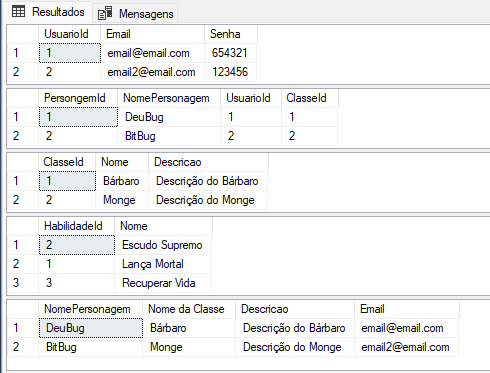 Resultados Mensagens
UsuarioId Email Senha
1 1 email@email.com 654321
2 2 email2@email.com 123456
PersongemId NomePersonagem UsuarioId ClasseId
1 1 DeuBug 1 1
2 2 BitBug 2 2
ClasseId Nome Descricao
1 1 Bárbaro Descrição do Bárbaro
2 2 Monge Descrição do Monge
HabilidadeId Nome
1 2 Escudo Supremo
2 1 Lança Mortal
3 3 Recuperar Vida
NomePersonagem Nome da Classe Descricao Email
1 DeuBug Bárbaro Descrição do Bárbaro email@email.com
2 BitBug Monge Descrição do Monge email2@email.com